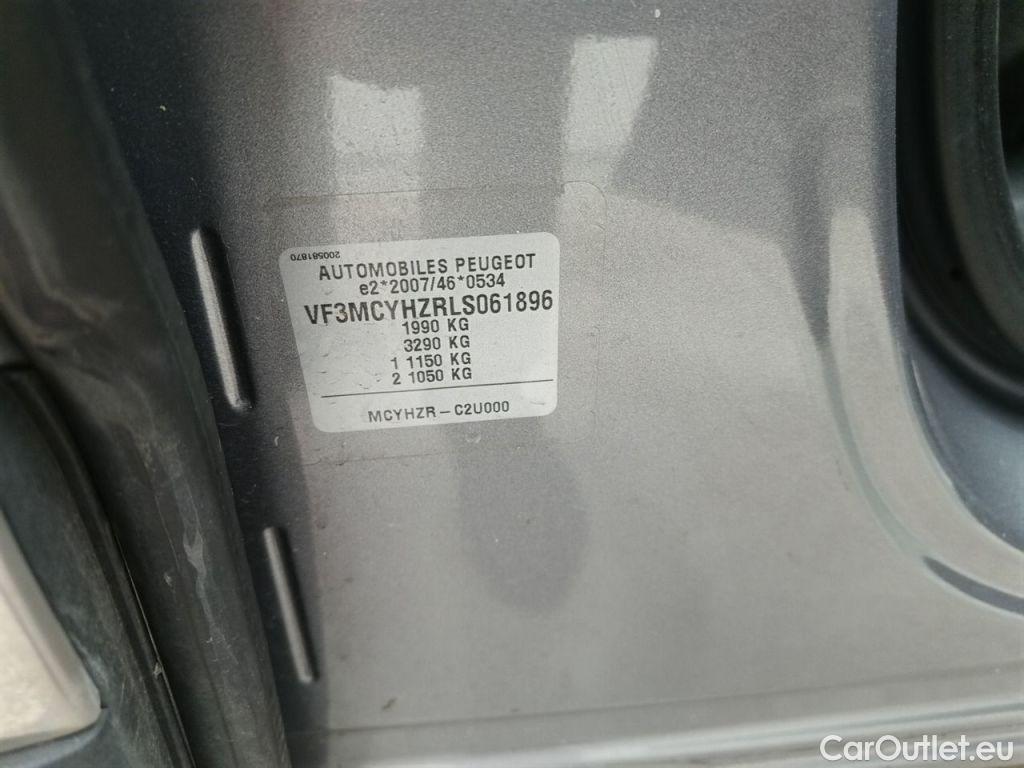 200581870
AUTOMOBILES PEUGEOT
e2*2007/46*0534
VF3MCYHZRLS061896
1990 KG
3290 KG
1 1150 KG
2 1050 KG
MCYHZR – C2U000
CarOutlet.eu